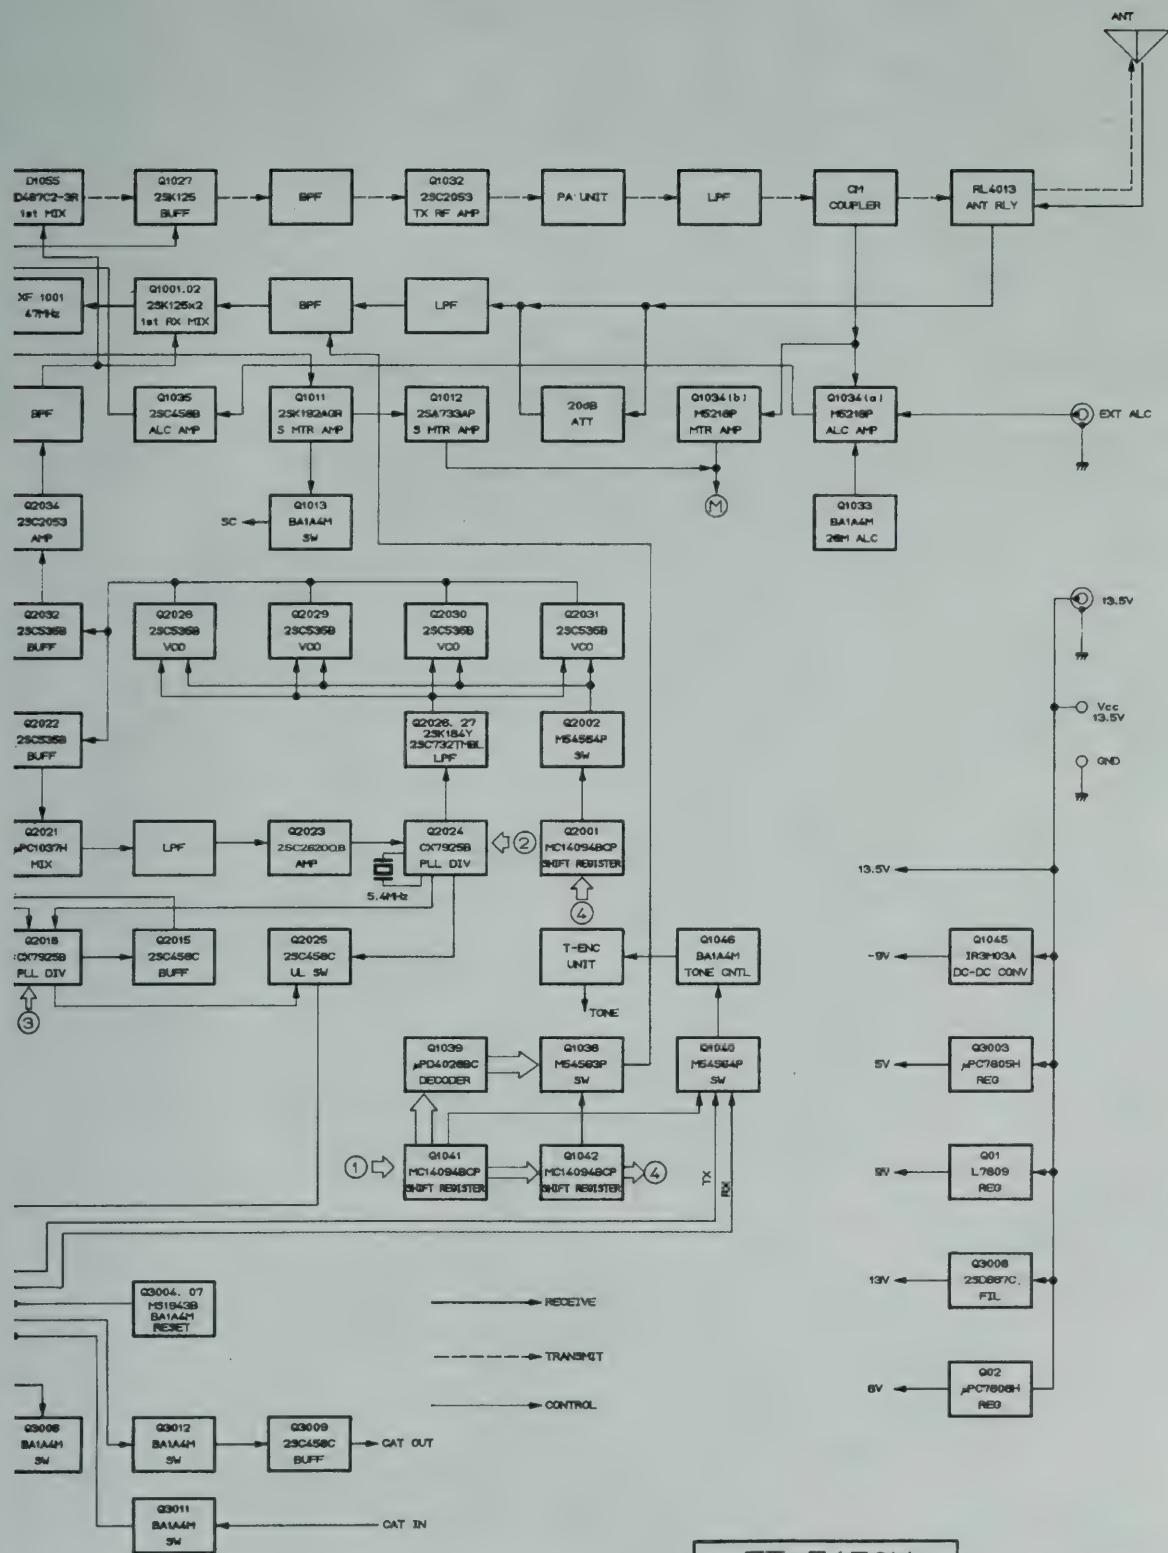 ANT
D1055
D487C2-3R
1st MIX
Q1027
2SK125
BUFF
BPF
Q1032
2SC2053
TX RF AMP
PA UNIT
LPF
CM
COUPLER
RL4013
ANT RLY
XF 1001
47MHz
Q1001.02
2SK125x2
1st RX MIX
BPF
LPF
BPF
Q1035
2SC458B
ALC AMP
Q1011
2SK192AGR
S MTR AMP
Q1012
2SA733AP
S MTR AMP
20dB
ATT
Q1034(b)
M5218P
MTR AMP
Q1034(a)
M5218P
ALC AMP
EXT ALC
Q2034
2SC2053
AMP
SC
Q1013
BA1A4M
SW
M
Q1033
BA1A4M
28M ALC
Q2032
2SC535B
BUFF
Q2028
2SC535B
VCO
Q2029
2SC535B
VCO
Q2030
2SC535B
VCO
Q2031
2SC535B
VCO
13.5V
Q2022
2SC535B
BUFF
Q2026. 27
2SK184Y
2SC732TMBL
LPF
Q2002
M54564P
SW
Vcc
13.5V
GND
Q2021
μPC1037H
MIX
LPF
Q2023
2SC2620QB
AMP
Q2024
CX7925B
PLL DIV
2
Q2001
MC14094BCP
SHIFT REGISTER
5.4MHz
4
13.5V
Q2018
CX7925B
PLL DIV
Q2015
2SC458C
BUFF
Q2025
2SC458C
UL SW
T-ENC
UNIT
Q1046
BA1A4M
TONE CNTL
-9V
Q1045
IR3M03A
DC-DC CONV
3
TONE
Q1039
μPD4028BC
DECODER
Q1038
M54563P
SW
Q1040
M54564P
SW
5V
Q3003
μPC7805H
REG
1
Q1041
MC14094BCP
SHIFT REGISTER
Q1042
MC14094BCP
SHIFT REGISTER
4
TX
RX
9V
Q01
L7809
REG
13V
Q3008
2SD887C
FIL
Q3004. 07
M51943B
BA1A4M
RESET
RECEIVE
TRANSMIT
CONTROL
8V
Q02
μPC7808H
REG
BA1A4M
SW
Q3012
BA1A4M
SW
Q3009
2SC458C
BUFF
CAT OUT
Q3011
BA1A4M
SW
CAT IN